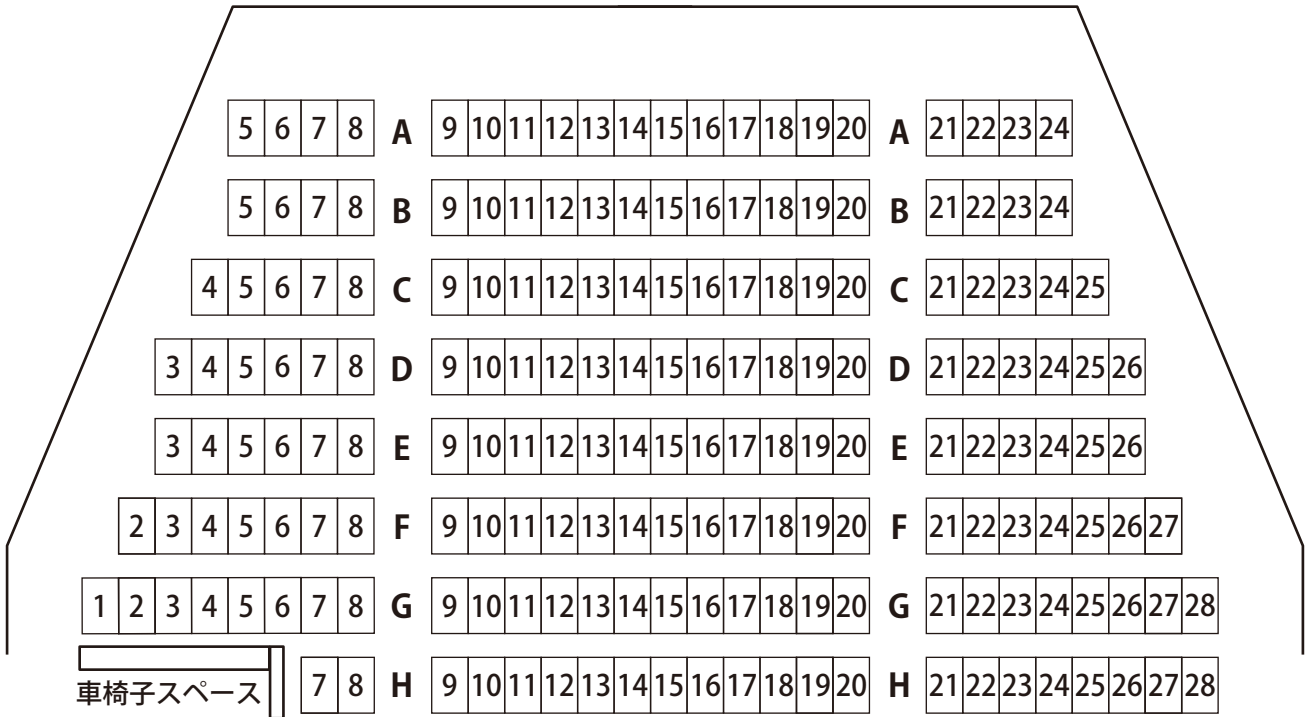 5 6 7 8 A 9 10 11 12 13 14 15 16 17 18 19 20 A 21 22 23 24
5 6 7 8 B 9 10 11 12 13 14 15 16 17 18 19 20 B 21 22 23 24
4 5 6 7 8 C 9 10 11 12 13 14 15 16 17 18 19 20 C 21 22 23 24 25
3 4 5 6 7 8 D 9 10 11 12 13 14 15 16 17 18 19 20 D 21 22 23 24 25 26
3 4 5 6 7 8 E 9 10 11 12 13 14 15 16 17 18 19 20 E 21 22 23 24 25 26
2 3 4 5 6 7 8 F 9 10 11 12 13 14 15 16 17 18 19 20 F 21 22 23 24 25 26 27
1 2 3 4 5 6 7 8 G 9 10 11 12 13 14 15 16 17 18 19 20 G 21 22 23 24 25 26 27 28
車椅子スペース 7 8 H 9 10 11 12 13 14 15 16 17 18 19 20 H 21 22 23 24 25 26 27 28